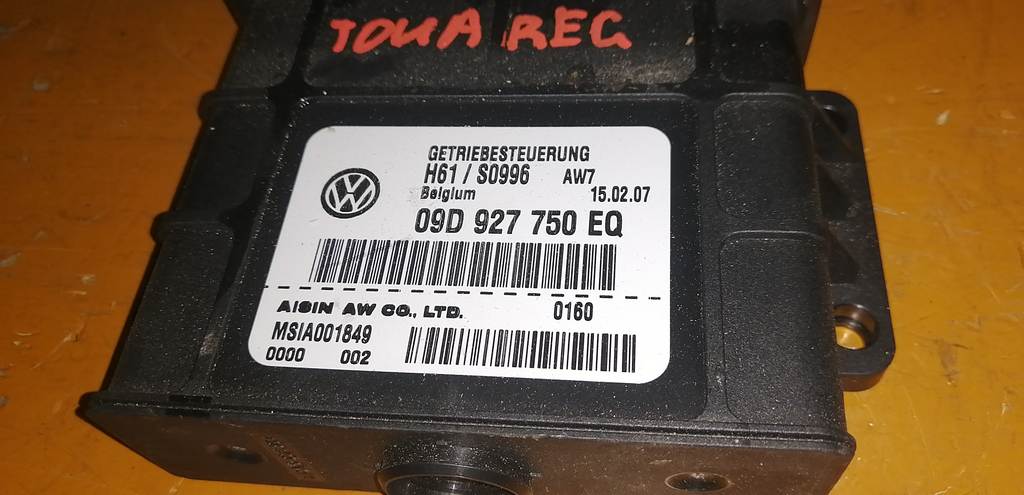 TOUAREG
GETRIEBESTEUERUNG
H61 / S0996 AW7
Belgium 15.02.07
09D 927 750 EQ
AISIN AW CO., LTD. 0160
MSIA001849
0000 002